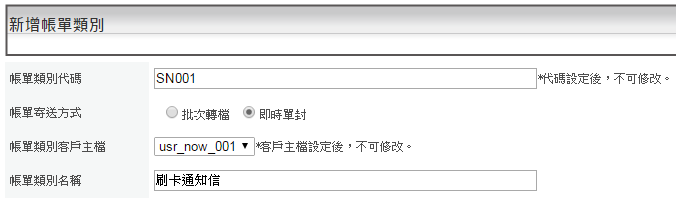 新增帳單類別
帳單類別代碼 SN001 *代碼設定後，不可修改。
帳單寄送方式 批次轉檔 即時單封
帳單類別客戶主檔 usr_now_001 *客戶主檔設定後，不可修改。
帳單類別名稱 刷卡通知信